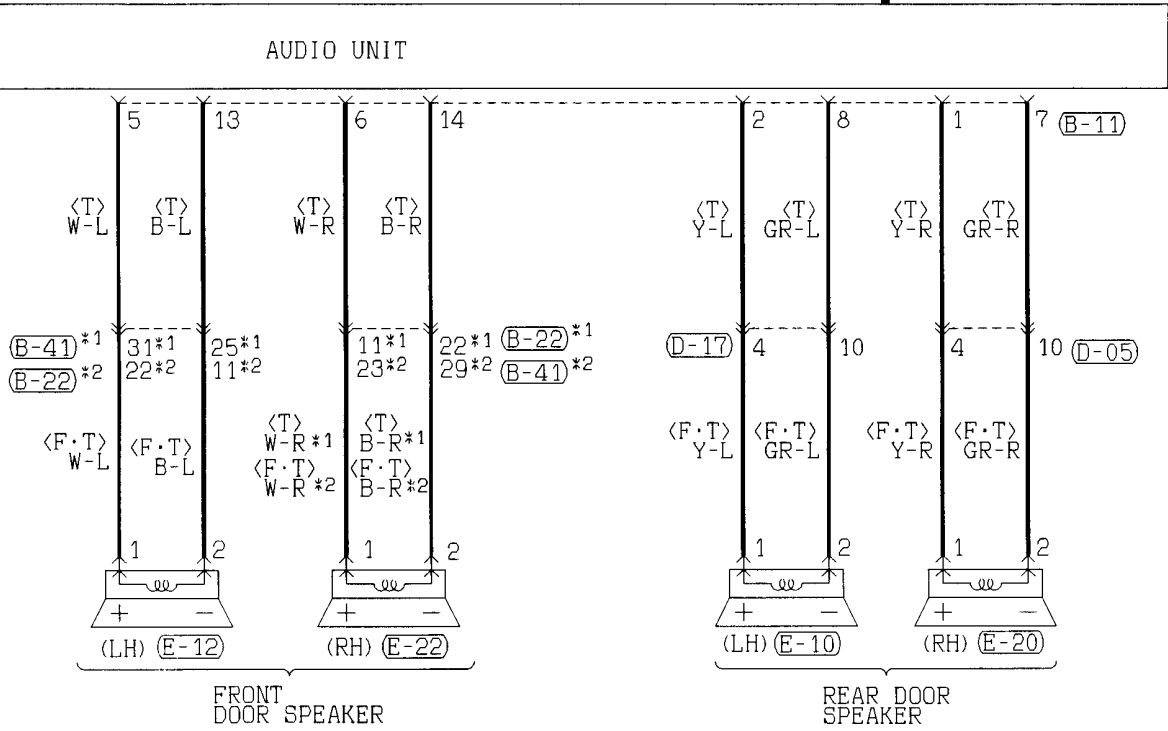 AUDIO UNIT
5 13 6 14 2 8 1 7 (B-11)
〈T〉 〈T〉 〈T〉 〈T〉 〈T〉 〈T〉 〈T〉 〈T〉
W-L B-L W-R B-R Y-L GR-L Y-R GR-R
(B-41)*1 31*1 25*1 11*1 22*1 (B-22)*1 (D-17) 4 10 4 10 (D-05)
(B-22)*2 22*2 11*2 23*2 29*2 (B-41)*2
〈T〉 〈T〉
W-R*1 B-R*1
〈F·T〉 〈F·T〉 〈F·T〉 〈F·T〉 〈F·T〉 〈F·T〉
W-L B-L Y-L GR-L Y-R GR-R
〈F·T〉 〈F·T〉
W-R*2 B-R*2
1 2 1 2 1 2 1 2
+ − + − + − + −
(LH) (E-12) (RH) (E-22) (LH) (E-10) (RH) (E-20)
FRONT
DOOR SPEAKER
REAR DOOR
SPEAKER